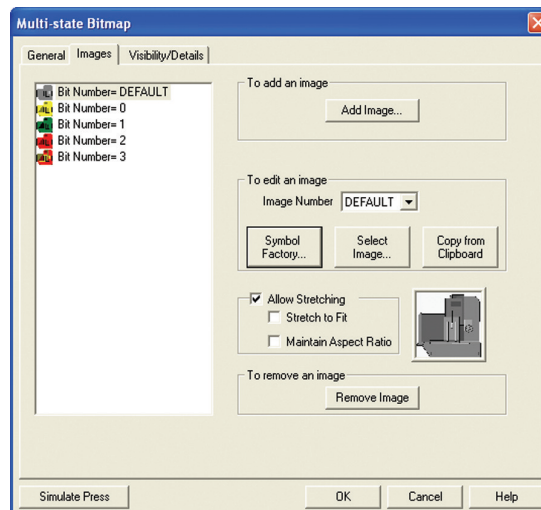 Multi-state Bitmap
General Images Visibility/Details
Bit Number= DEFAULT
Bit Number= 0
Bit Number= 1
Bit Number= 2
Bit Number= 3
To add an image
Add Image...
To edit an image
Image Number DEFAULT
Symbol Factory...
Select Image...
Copy from Clipboard
Allow Stretching
Stretch to Fit
Maintain Aspect Ratio
To remove an image
Remove Image
Simulate Press OK Cancel Help